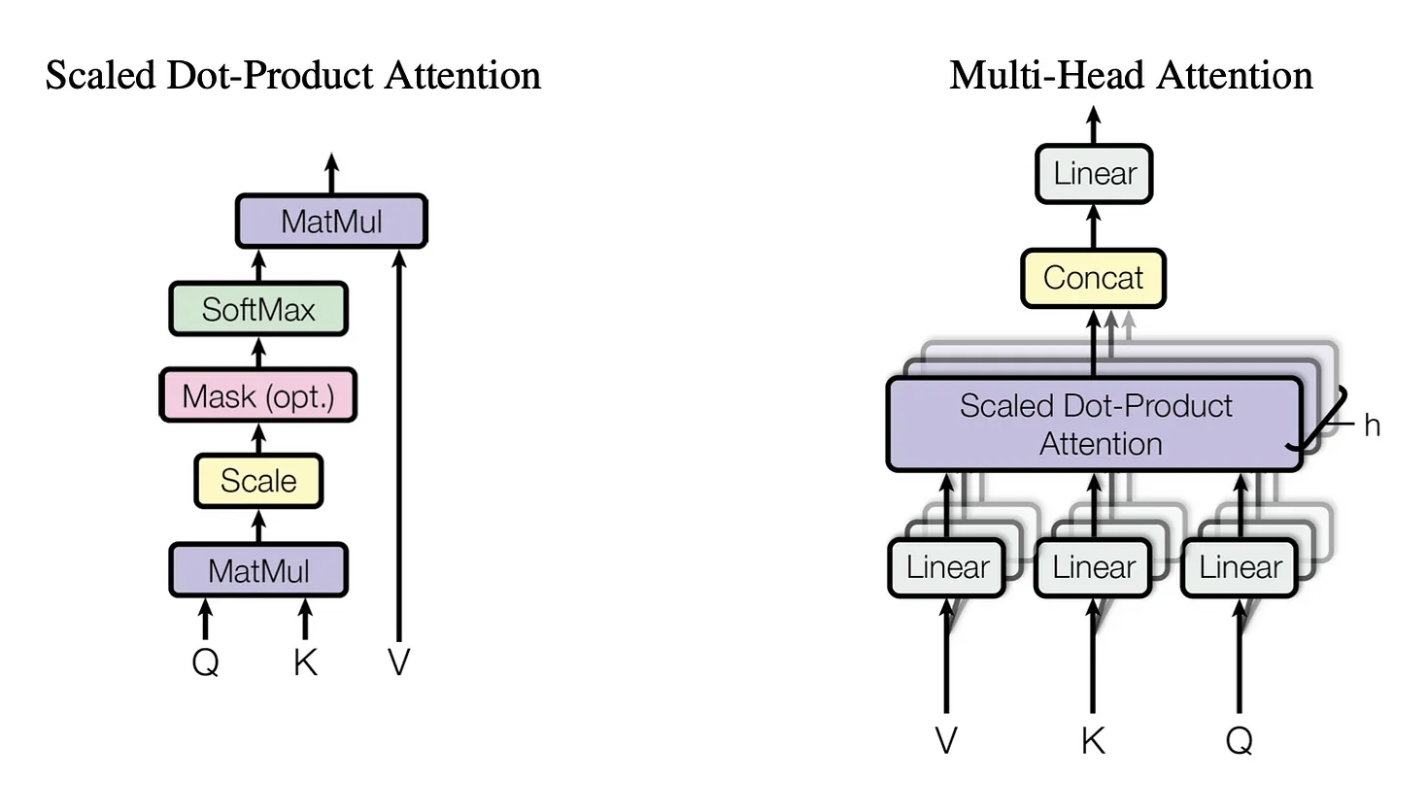 Scaled Dot-Product Attention
MatMul
SoftMax
Mask (opt.)
Scale
MatMul
Q K V
Multi-Head Attention
Linear
Concat
Scaled Dot-Product
Attention
h
Linear Linear Linear
V K Q